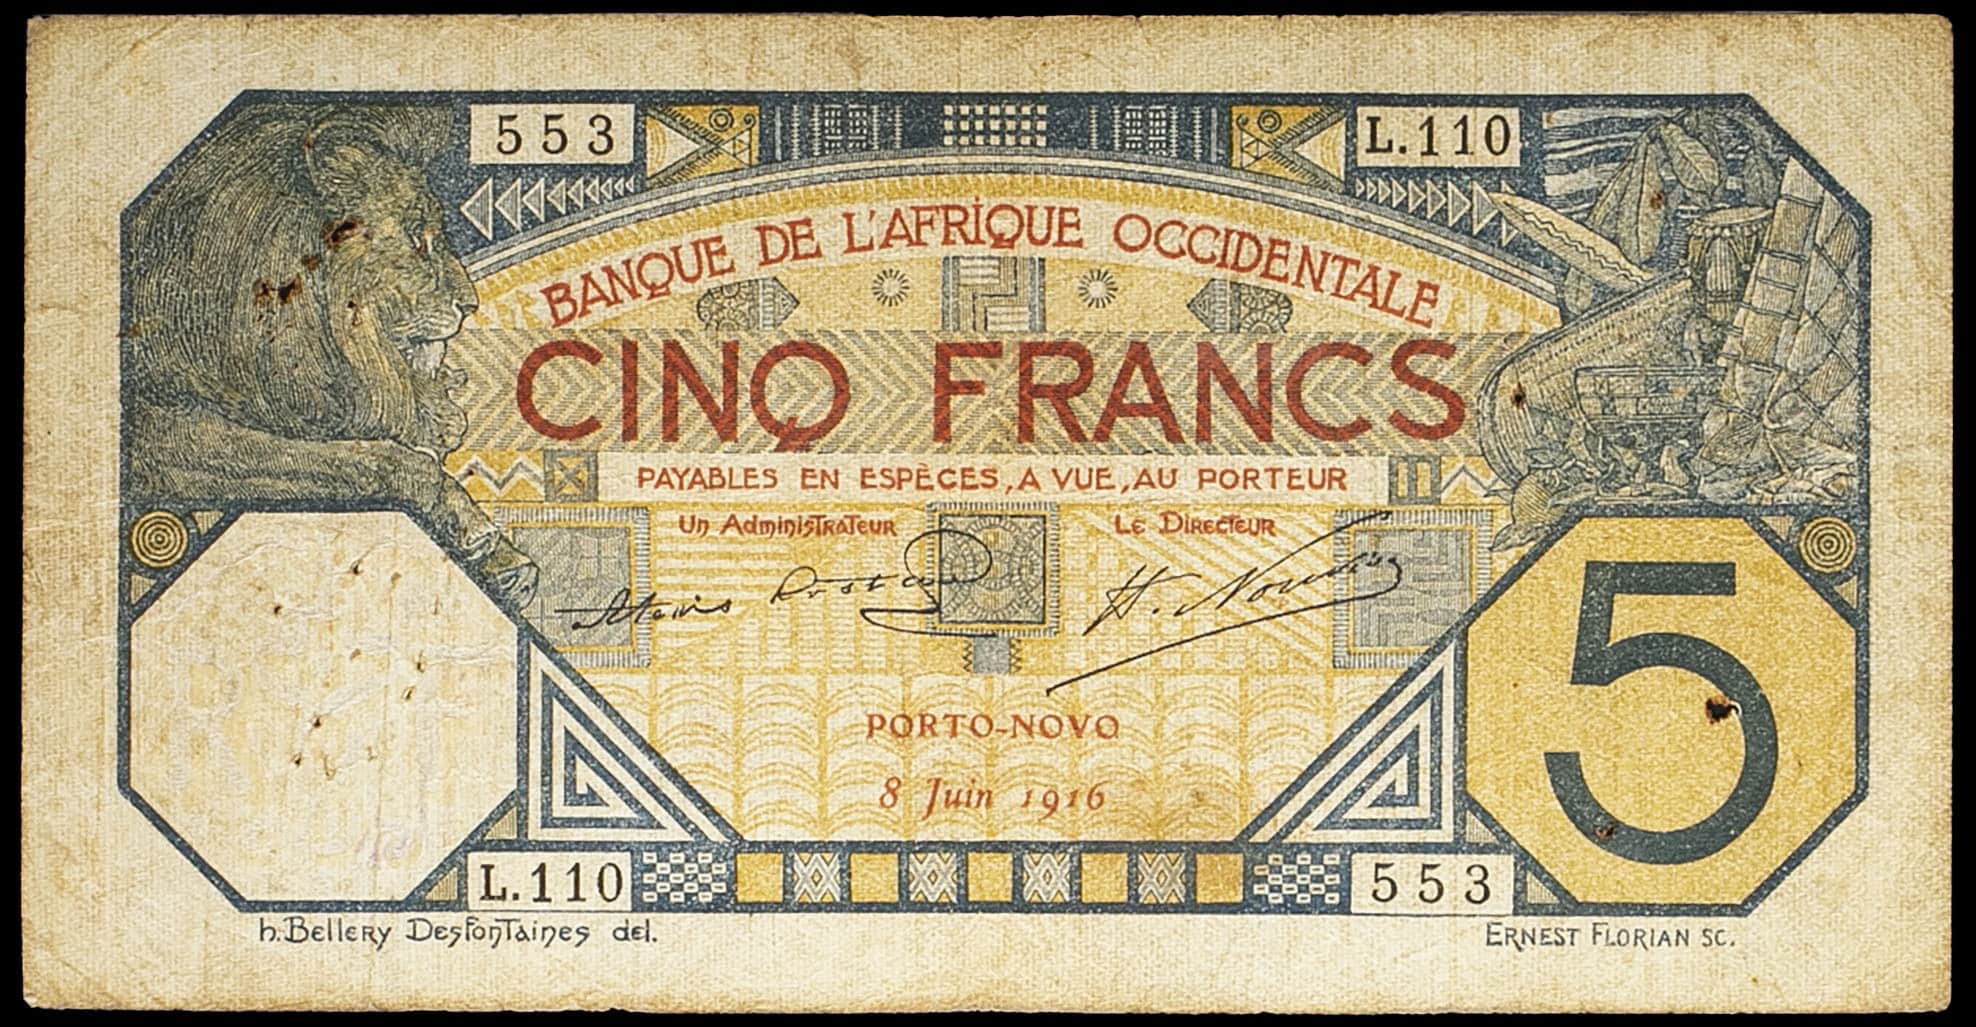 553
L.110
BANQUE DE L'AFRIQUE OCCIDENTALE
CINQ FRANCS
PAYABLES EN ESPÈCES, A VUE, AU PORTEUR
Un Administrateur
Le Directeur
PORTO-NOVO
8 Juin 1916
5
L.110
553
h. Bellery Desfontaines del.
ERNEST FLORIAN SC.